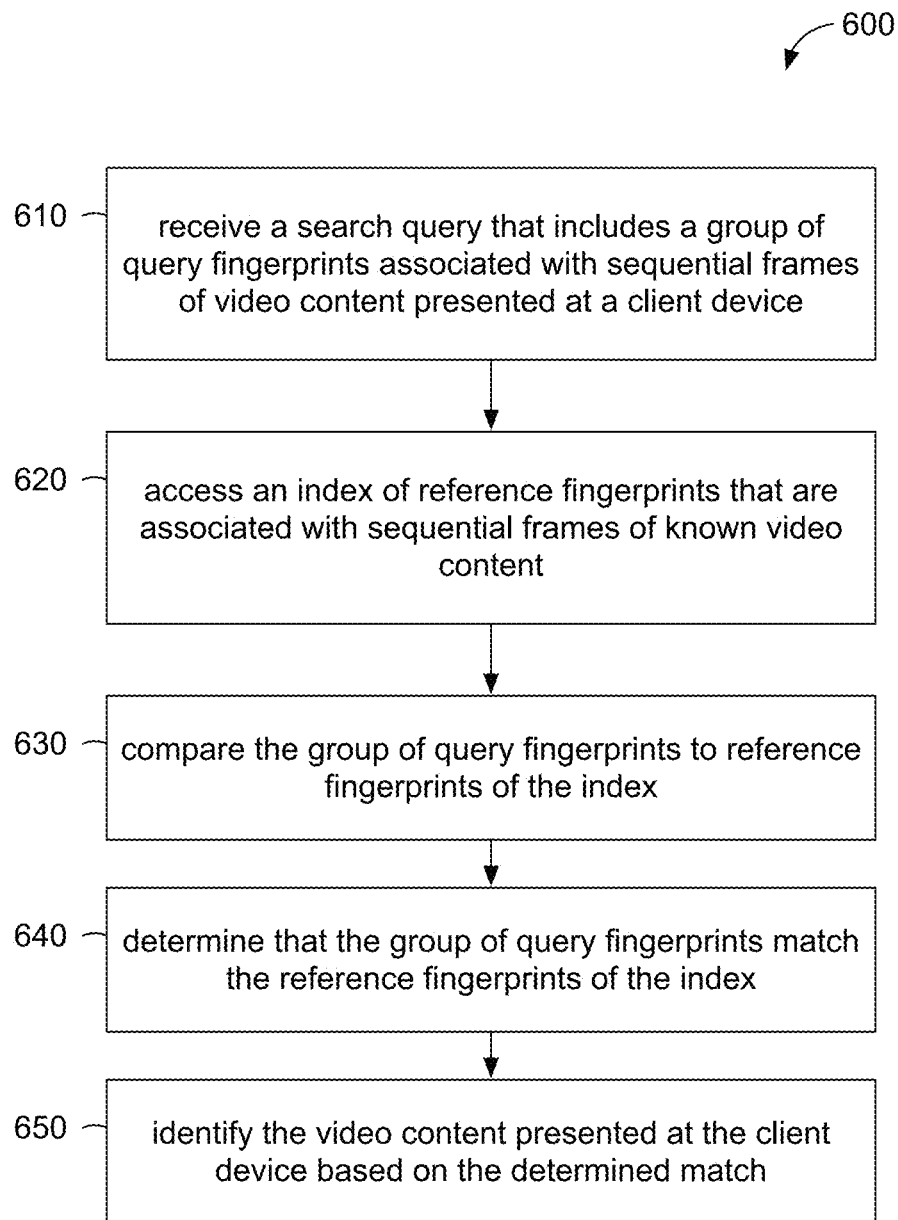 600
610
receive a search query that includes a group of
query fingerprints associated with sequential frames
of video content presented at a client device
620
access an index of reference fingerprints that are
associated with sequential frames of known video
content
630
compare the group of query fingerprints to reference
fingerprints of the index
640
determine that the group of query fingerprints match
the reference fingerprints of the index
650
identify the video content presented at the client
device based on the determined match